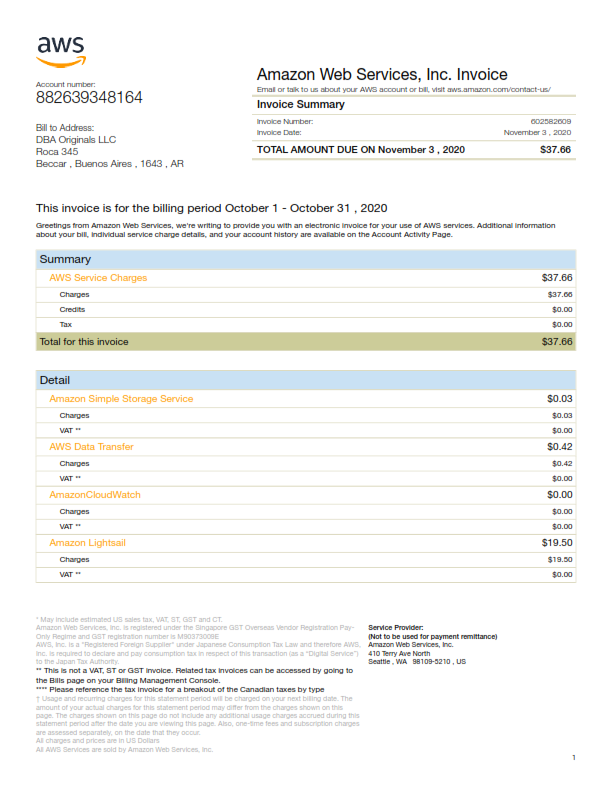 aws
Account number:
882639348164
Bill to Address:
DBA Originals LLC
Roca 345
Beccar , Buenos Aires , 1643 , AR
Amazon Web Services, Inc. Invoice
Email or talk to us about your AWS account or bill, visit aws.amazon.com/contact-us/
Invoice Summary
Invoice Number: 602582609
Invoice Date: November 3 , 2020
TOTAL AMOUNT DUE ON November 3 , 2020 $37.66
This invoice is for the billing period October 1 - October 31 , 2020
Greetings from Amazon Web Services, we're writing to provide you with an electronic invoice for your use of AWS services. Additional information
about your bill, individual service charge details, and your account history are available on the Account Activity Page.
Summary
AWS Service Charges $37.66
Charges $37.66
Credits $0.00
Tax $0.00
Total for this invoice $37.66
Detail
Amazon Simple Storage Service $0.03
Charges $0.03
VAT ** $0.00
AWS Data Transfer $0.42
Charges $0.42
VAT ** $0.00
AmazonCloudWatch $0.00
Charges $0.00
VAT ** $0.00
Amazon Lightsail $19.50
Charges $19.50
VAT ** $0.00
* May include estimated US sales tax, VAT, ST, GST and CT.
Amazon Web Services, Inc. is registered under the Singapore GST Overseas Vendor Registration Pay-
Only Regime and GST registration number is M90373009E
AWS, Inc. is a "Registered Foreign Supplier" under Japanese Consumption Tax Law and therefore AWS,
Inc. is required to declare and pay consumption tax in respect of this transaction (as a "Digital Service")
to the Japan Tax Authority.
** This is not a VAT, ST or GST invoice. Related tax invoices can be accessed by going to
the Bills page on your Billing Management Console.
**** Please reference the tax invoice for a breakout of the Canadian taxes by type
† Usage and recurring charges for this statement period will be charged on your next billing date. The
amount of your actual charges for this statement period may differ from the charges shown on this
page. The charges shown on this page do not include any additional usage charges accrued during this
statement period after the date you are viewing this page. Also, one-time fees and subscription charges
are assessed separately, on the date that they occur.
All charges and prices are in US Dollars
All AWS Services are sold by Amazon Web Services, Inc.
Service Provider:
(Not to be used for payment remittance)
Amazon Web Services, Inc.
410 Terry Ave North
Seattle , WA 98109-5210 , US
1